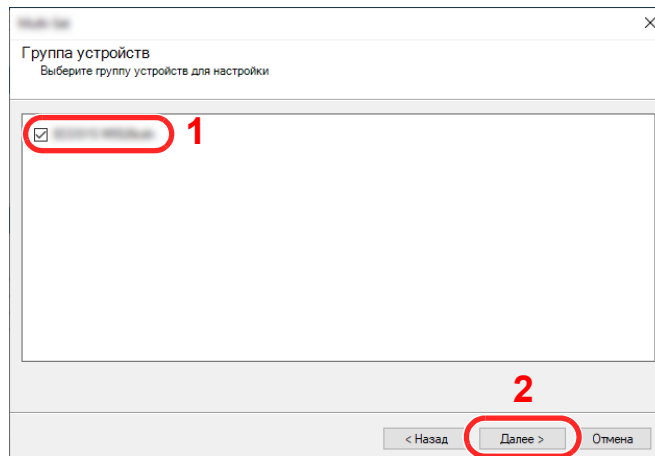 Группа устройств
Выберите группу устройств для настройки
1
2
< Назад
Далее >
Отмена